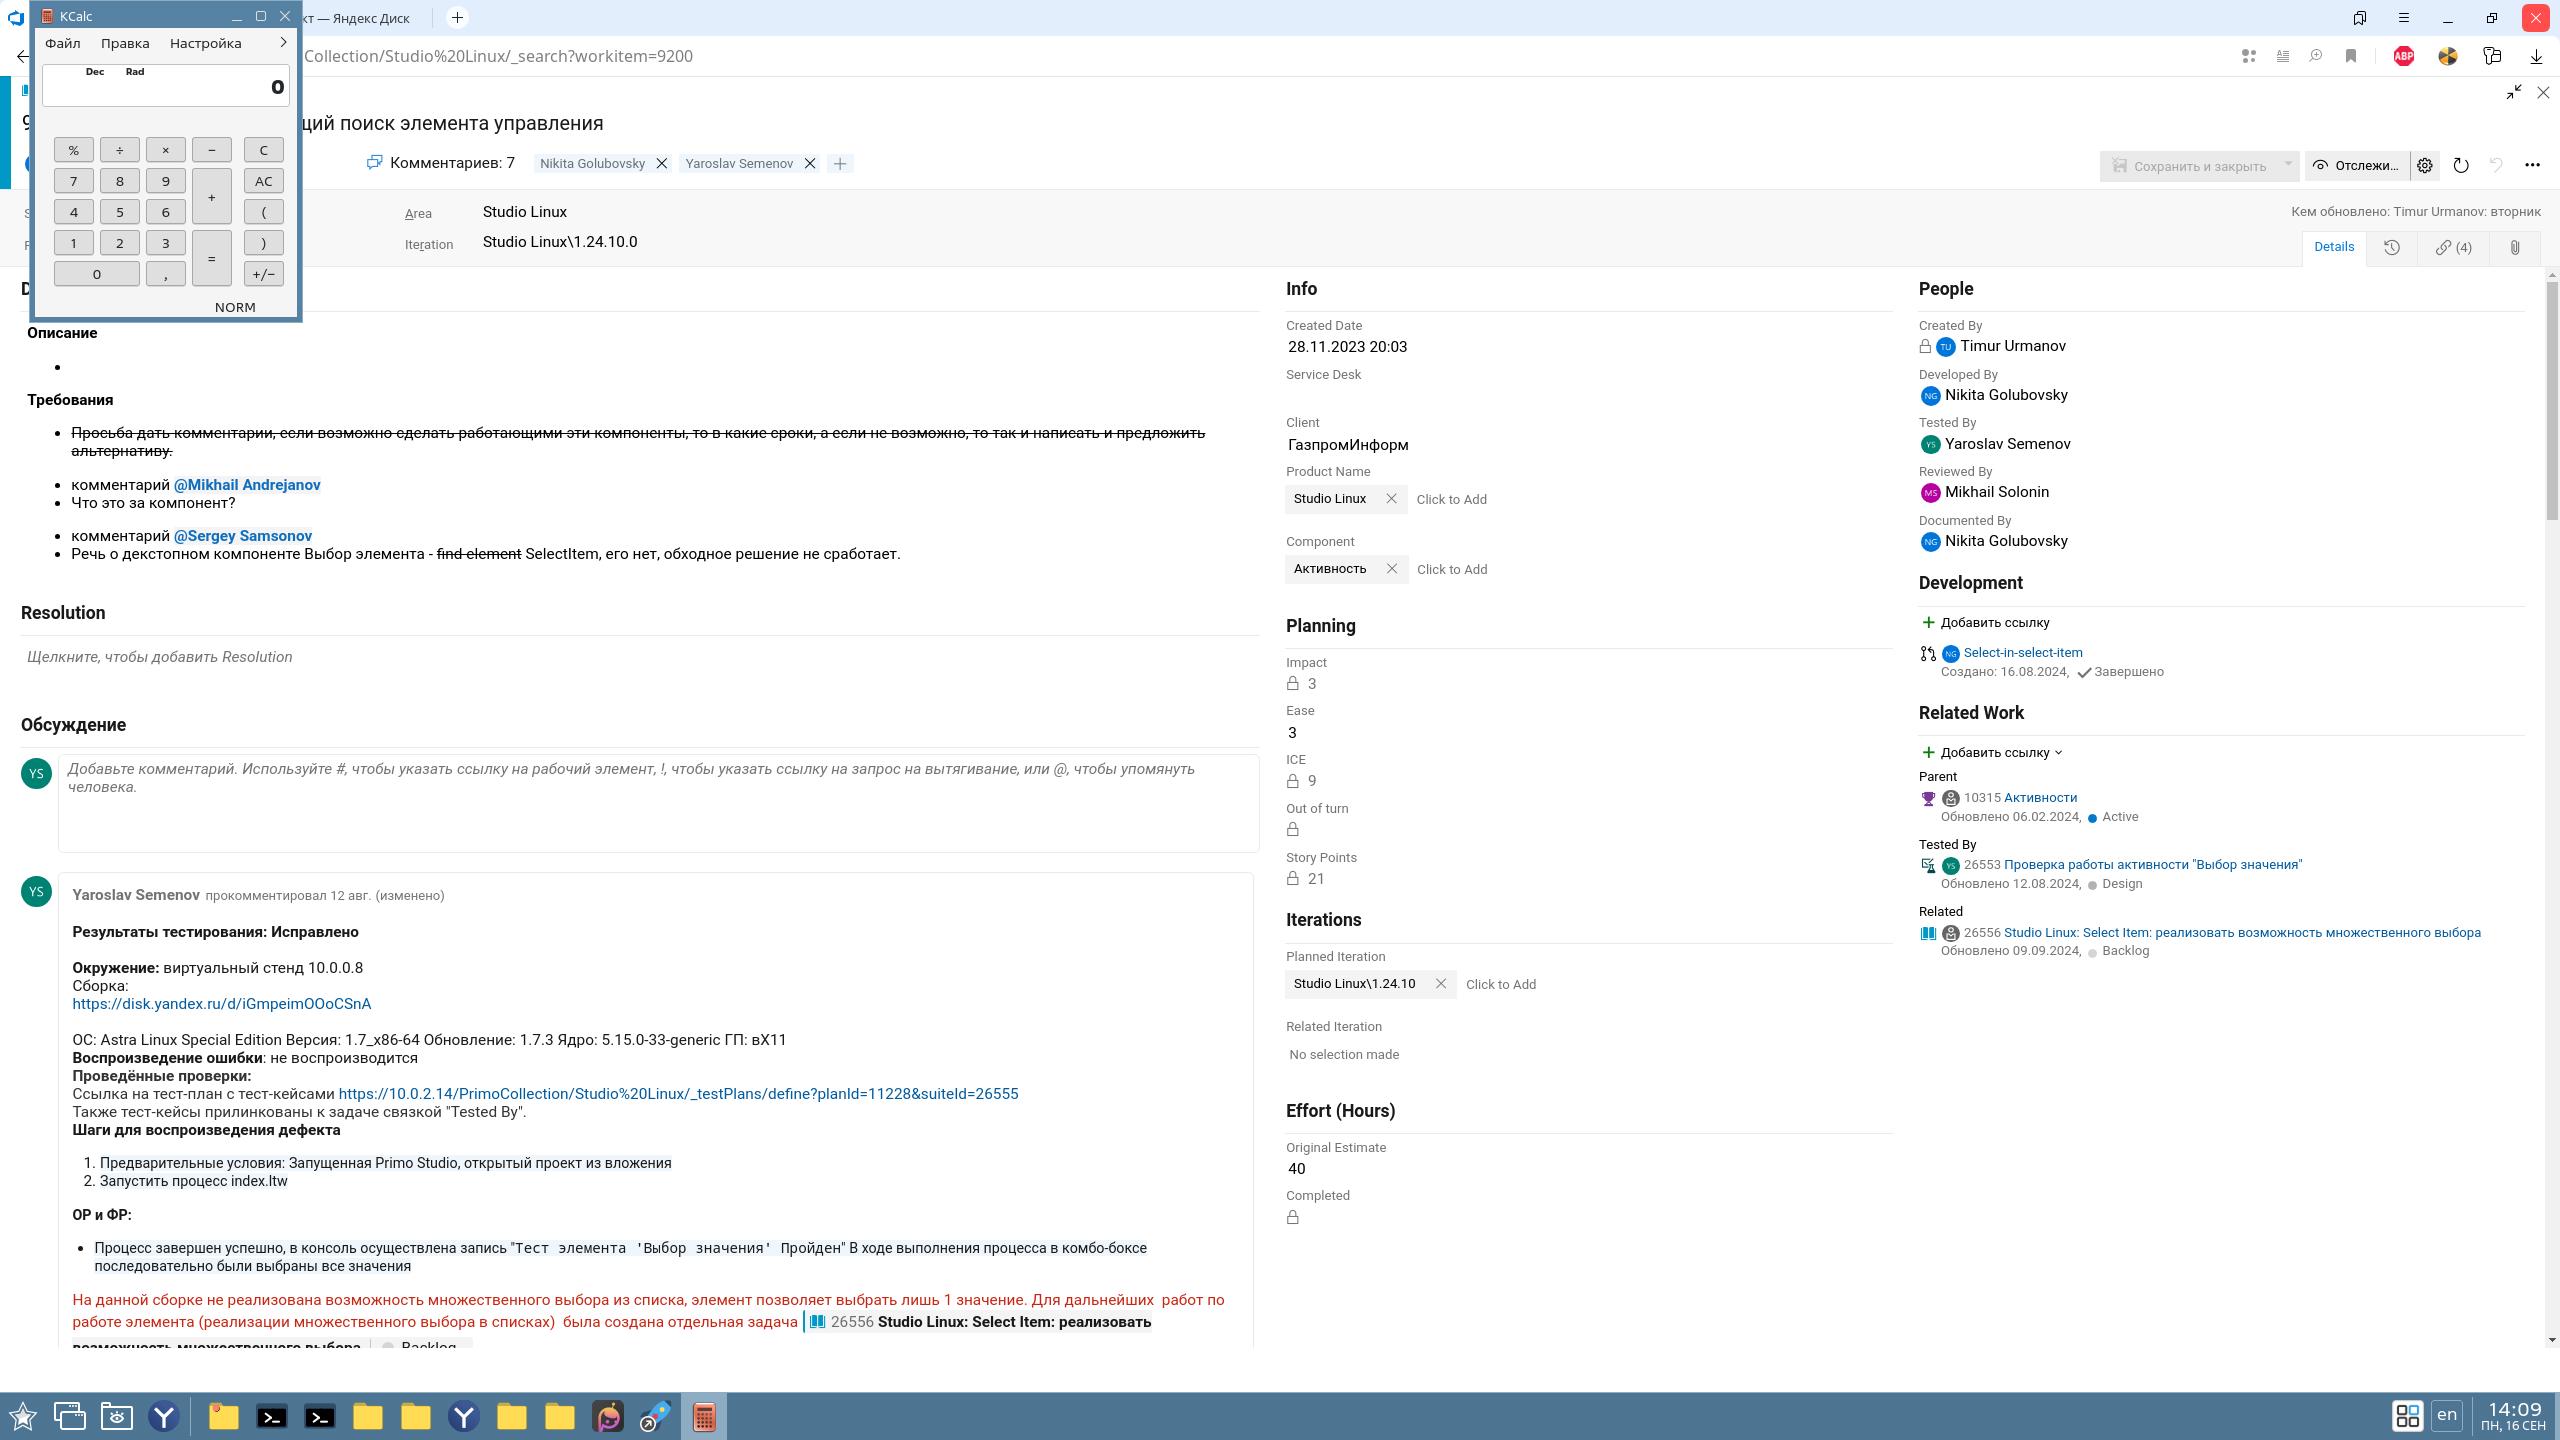 KCalc
кт — Яндекс Диск
Файл Правка Настройка
Collection/Studio%20Linux/_search?workitem=9200
ABP
Dec Rad
0
щий поиск элемента управления
% ÷ × − C
7 8 9 + AC
4 5 6 (
1 2 3 = )
0 , +/−
NORM
Комментариев: 7 Nikita Golubovsky Yaroslav Semenov
Сохранить и закрыть Отслежи...
Area Studio Linux
Iteration Studio Linux\1.24.10.0
Кем обновлено: Timur Urmanov: вторник
Details (4)
Описание
Требования
Просьба дать комментарии, если возможно сделать работающими эти компоненты, то в какие сроки, а если не возможно, то так и написать и предложить
альтернативу.
комментарий @Mikhail Andrejanov
Что это за компонент?
комментарий @Sergey Samsonov
Речь о декстопном компоненте Выбор элемента - find element SelectItem, его нет, обходное решение не сработает.
Resolution
Щелкните, чтобы добавить Resolution
Обсуждение
YS
Добавьте комментарий. Используйте #, чтобы указать ссылку на рабочий элемент, !, чтобы указать ссылку на запрос на вытягивание, или @, чтобы упомянуть
человека.
YS
Yaroslav Semenov прокомментировал 12 авг. (изменено)
Результаты тестирования: Исправлено
Окружение: виртуальный стенд 10.0.0.8
Сборка:
https://disk.yandex.ru/d/iGmpeimOOoCSnA
ОС: Astra Linux Special Edition Версия: 1.7_x86-64 Обновление: 1.7.3 Ядро: 5.15.0-33-generic ГП: вX11
Воспроизведение ошибки: не воспроизводится
Проведённые проверки:
Ссылка на тест-план с тест-кейсами https://10.0.2.14/PrimoCollection/Studio%20Linux/_testPlans/define?planId=11228&suiteId=26555
Также тест-кейсы прилинкованы к задаче связкой "Tested By".
Шаги для воспроизведения дефекта
1. Предварительные условия: Запущенная Primo Studio, открытый проект из вложения
2. Запустить процесс index.ltw
ОР и ФР:
Процесс завершен успешно, в консоль осуществлена запись "Тест элемента 'Выбор значения' Пройден" В ходе выполнения процесса в комбо-боксе
последовательно были выбраны все значения
На данной сборке не реализована возможность множественного выбора из списка, элемент позволяет выбрать лишь 1 значение. Для дальнейших работ по
работе элемента (реализации множественного выбора в списках) была создана отдельная задача 26556 Studio Linux: Select Item: реализовать
возможность множественного выбора Backlog
Info
Created Date
28.11.2023 20:03
Service Desk
Client
ГазпромИнформ
Product Name
Studio Linux Click to Add
Component
Активность Click to Add
Planning
Impact
3
Ease
3
ICE
9
Out of turn
Story Points
21
Iterations
Planned Iteration
Studio Linux\1.24.10 Click to Add
Related Iteration
No selection made
Effort (Hours)
Original Estimate
40
Completed
People
Created By
TU Timur Urmanov
Developed By
NG Nikita Golubovsky
Tested By
YS Yaroslav Semenov
Reviewed By
MS Mikhail Solonin
Documented By
NG Nikita Golubovsky
Development
Добавить ссылку
NG Select-in-select-item
Создано: 16.08.2024, Завершено
Related Work
Добавить ссылку
Parent
10315 Активности
Обновлено 06.02.2024, Active
Tested By
YS 26553 Проверка работы активности "Выбор значения"
Обновлено 12.08.2024, Design
Related
26556 Studio Linux: Select Item: реализовать возможность множественного выбора
Обновлено 09.09.2024, Backlog
en
14:09
ПН, 16 СЕН